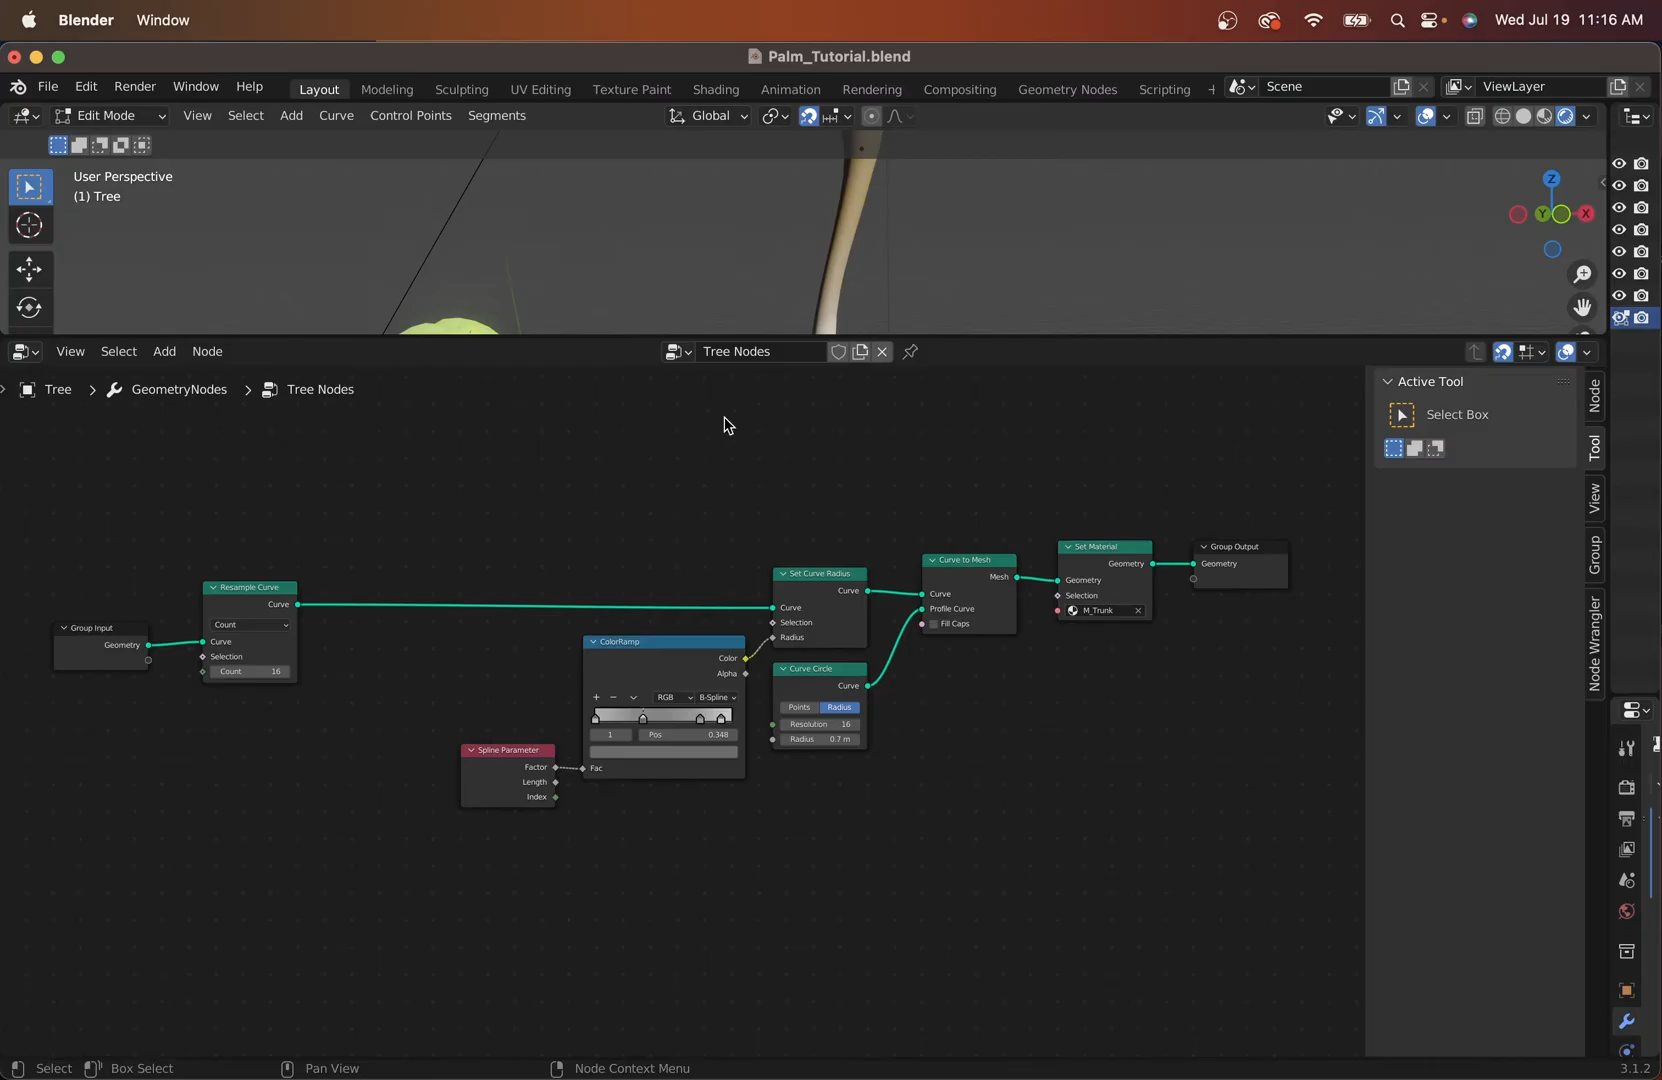 Blender Window Wed Jul 19 11:16 AM
Palm_Tutorial.blend
File Edit Render Window Help Layout Modeling Sculpting UV Editing Texture Paint Shading Animation Rendering Compositing Geometry Nodes Scripting + Scene ViewLayer
Edit Mode View Select Add Curve Control Points Segments Global
User Perspective
(1) Tree
Z
Y X
View Select Add Node Tree Nodes
Tree GeometryNodes Tree Nodes
Active Tool
Select Box
Node
Tool
View
Group
Node Wrangler
Group Input
Geometry
Resample Curve
Curve
Count
Curve
Selection
Count 16
Spline Parameter
Factor
Length
Index
ColorRamp
Color
Alpha
+ − RGB B-Spline
1 Pos 0.348
Fac
Set Curve Radius
Curve
Curve
Selection
Radius
Curve Circle
Curve
Points Radius
Resolution 16
Radius 0.7 m
Curve to Mesh
Mesh
Curve
Profile Curve
Fill Caps
Set Material
Geometry
Geometry
Selection
M_Trunk
Group Output
Geometry
Select Box Select Pan View Node Context Menu 3.1.2